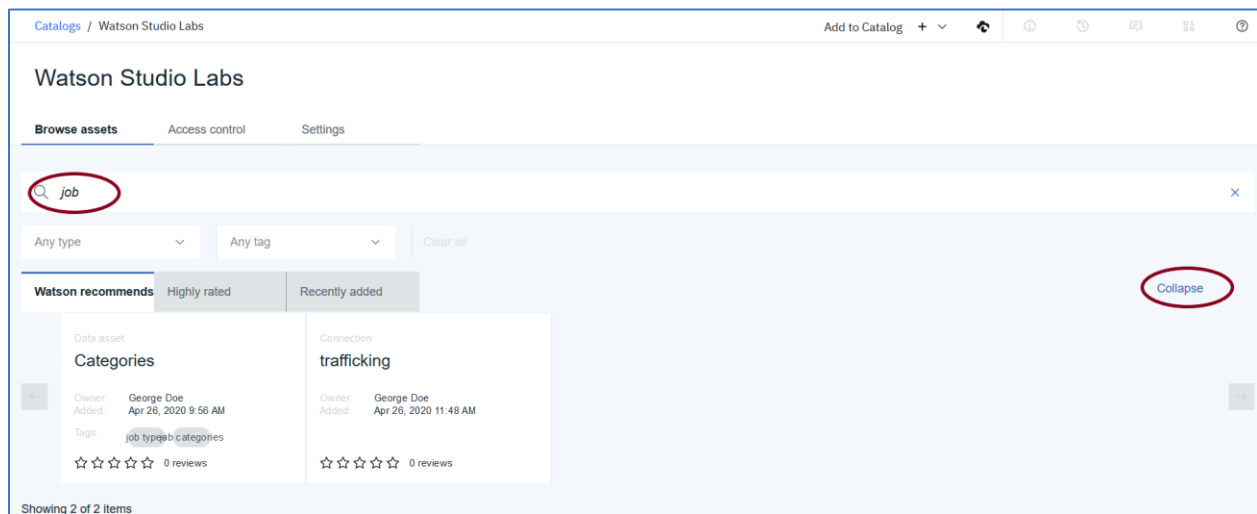 Catalogs / Watson Studio Labs Add to Catalog + 
Watson Studio Labs
Browse assets Access control Settings
job ×
Any type Any tag Clear all
Watson recommends Highly rated Recently added Collapse
Data asset Connection
Categories trafficking
Owner: George Doe Owner: George Doe
Added: Apr 26, 2020 9:56 AM Added: Apr 26, 2020 11:48 AM
Tags: job types job categories
0 reviews 0 reviews
Showing 2 of 2 items